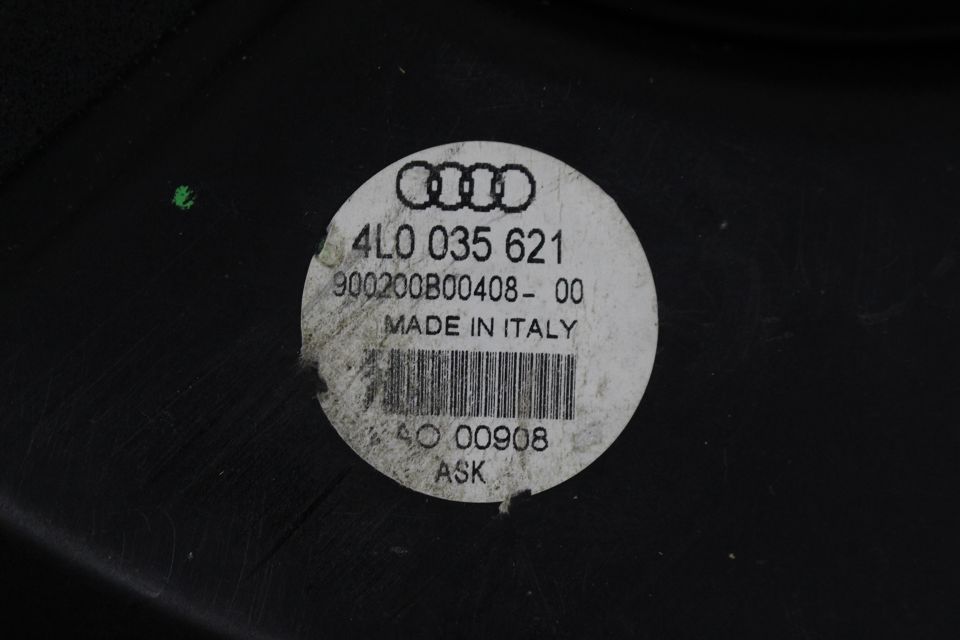 4L0 035 621
900200B00408- 00
MADE IN ITALY
00908
ASK